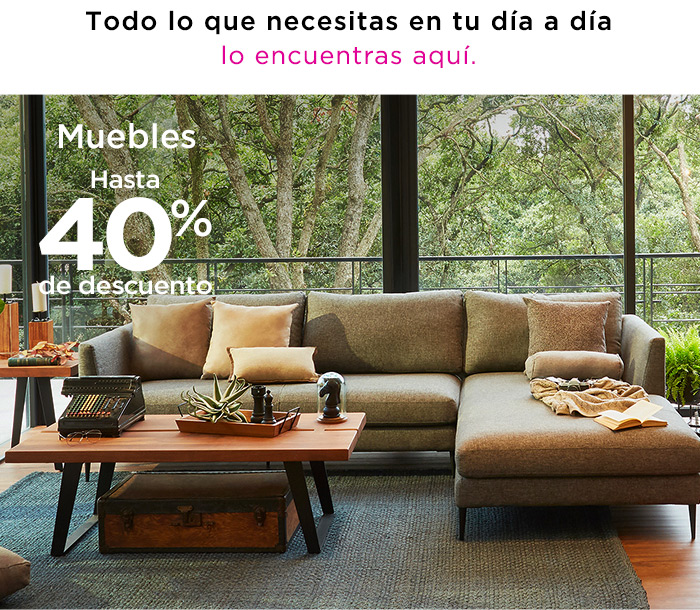 Todo lo que necesitas en tu día a día
lo encuentras aquí.
Muebles
Hasta
40%
de descuento